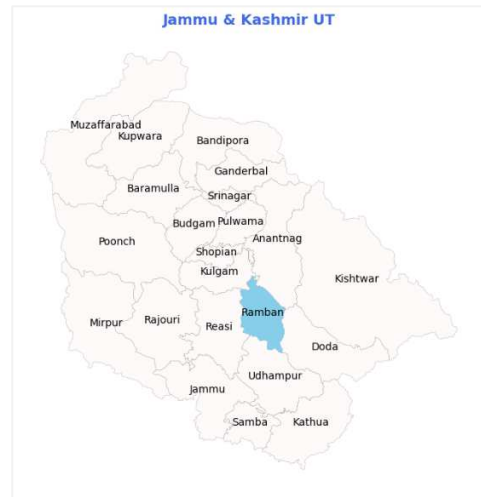 Jammu & Kashmir UT
Muzaffarabad
Kupwara
Bandipora
Ganderbal
Baramulla
Srinagar
Budgam
Pulwama
Poonch
Anantnag
Shopian
Kulgam
Kishtwar
Ramban
Mirpur
Rajouri
Reasi
Doda
Udhampur
Jammu
Samba
Kathua